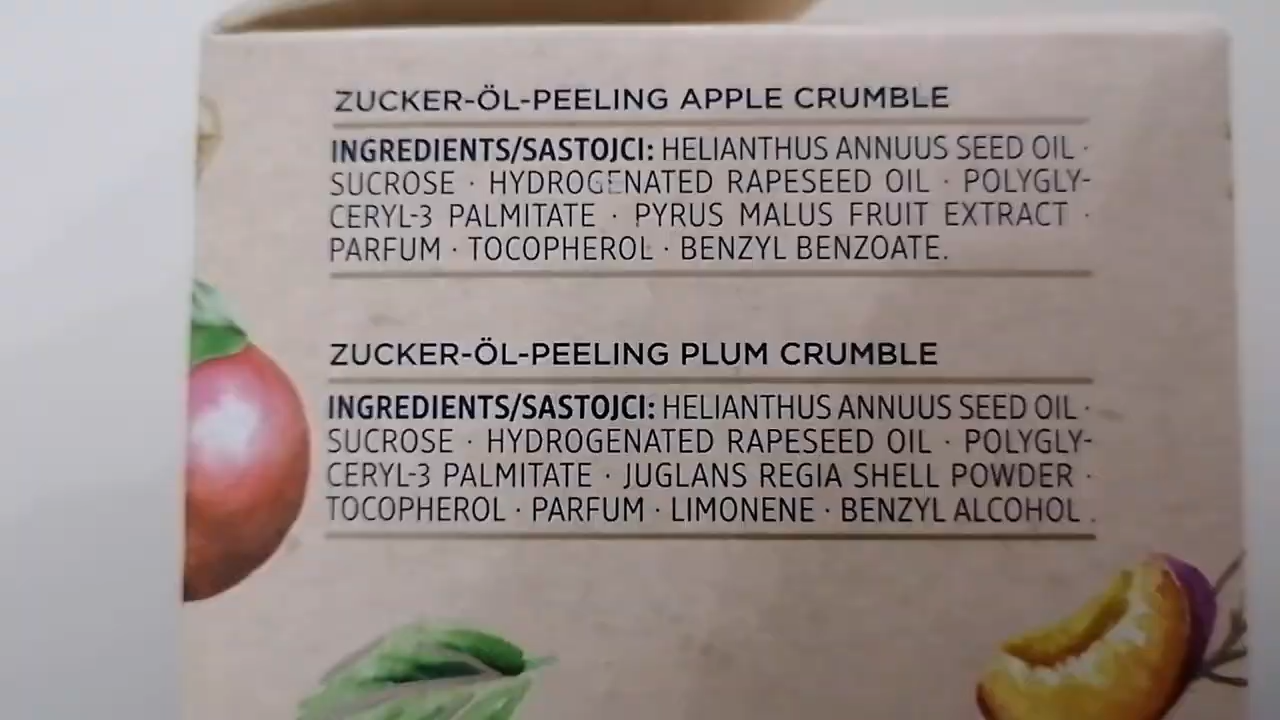 ZUCKER-ÖL-PEELING APPLE CRUMBLE
INGREDIENTS/SASTOJCI: HELIANTHUS ANNUUS SEED OIL ·
SUCROSE · HYDROGENATED RAPESEED OIL · POLYGLY-
CERYL-3 PALMITATE · PYRUS MALUS FRUIT EXTRACT ·
PARFUM · TOCOPHEROL · BENZYL BENZOATE.
ZUCKER-ÖL-PEELING PLUM CRUMBLE
INGREDIENTS/SASTOJCI: HELIANTHUS ANNUUS SEED OIL ·
SUCROSE · HYDROGENATED RAPESEED OIL · POLYGLY-
CERYL-3 PALMITATE · JUGLANS REGIA SHELL POWDER ·
TOCOPHEROL · PARFUM · LIMONENE · BENZYL ALCOHOL .